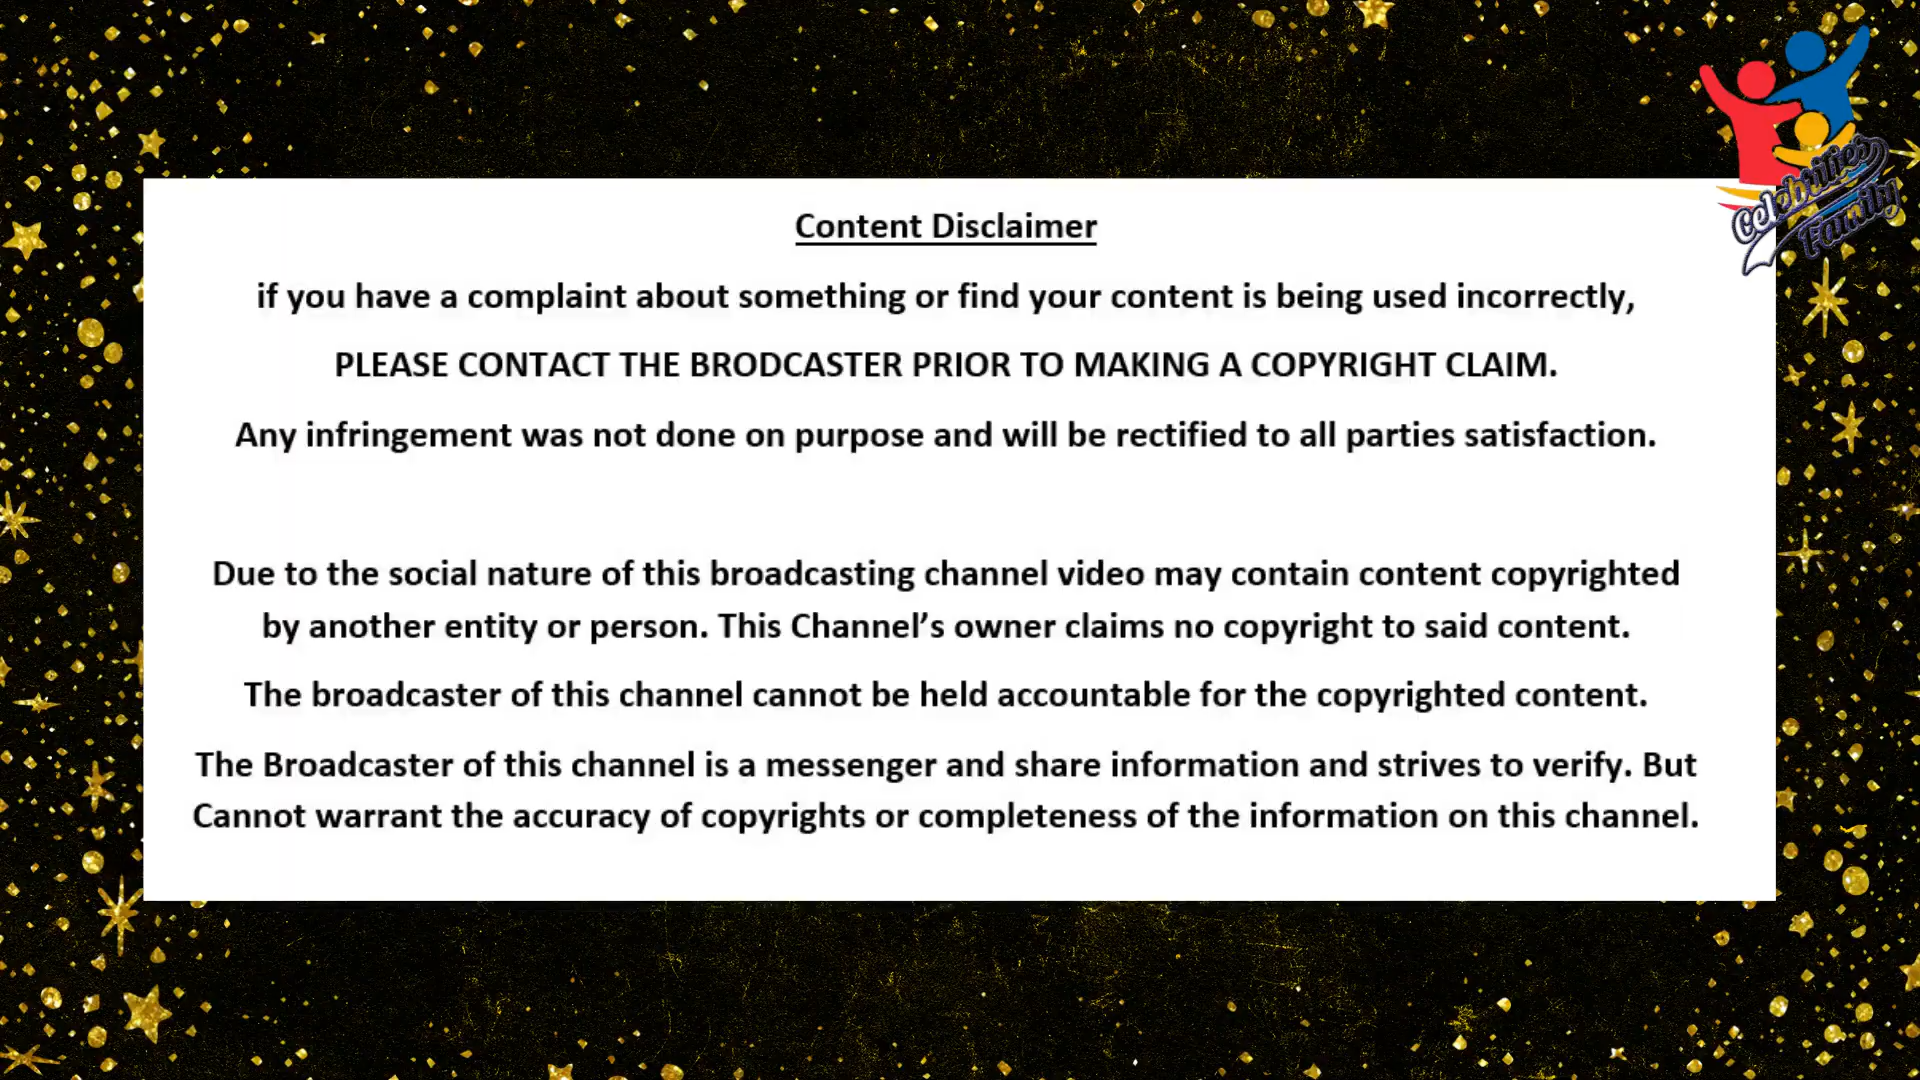 Celebrities
Family
Content Disclaimer
if you have a complaint about something or find your content is being used incorrectly,
PLEASE CONTACT THE BRODCASTER PRIOR TO MAKING A COPYRIGHT CLAIM.
Any infringement was not done on purpose and will be rectified to all parties satisfaction.
Due to the social nature of this broadcasting channel video may contain content copyrighted
by another entity or person. This Channel’s owner claims no copyright to said content.
The broadcaster of this channel cannot be held accountable for the copyrighted content.
The Broadcaster of this channel is a messenger and share information and strives to verify. But
Cannot warrant the accuracy of copyrights or completeness of the information on this channel.